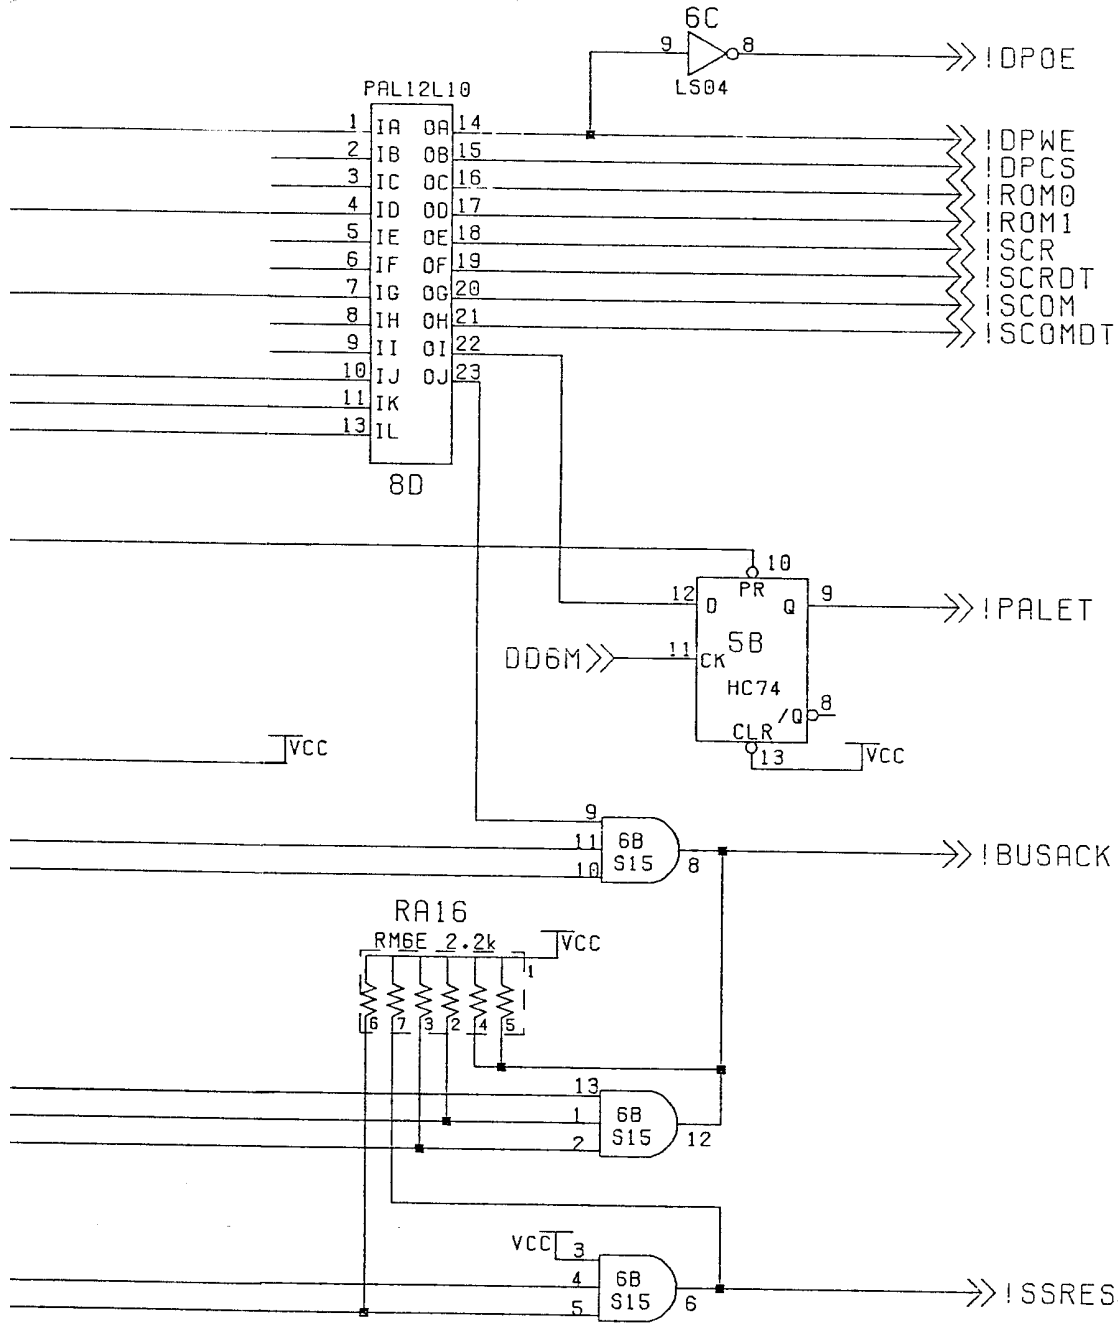 6C
9 8 !DPOE
LS04
PAL12L10
1 IA OA 14 !DPWE
2 IB OB 15 !DPCS
3 IC OC 16 !ROM0
4 ID OD 17 !ROM1
5 IE OE 18 !SCR
6 IF OF 19 !SCRDT
7 IG OG 20 !SCOM
8 IH OH 21 !SCOMDT
9 II OI 22
10 IJ OJ 23
11 IK
13 IL
8D
10
PR
12 D Q 9 !PALET
5B
DD6M 11 CK
HC74
/Q 8
CLR
13 VCC
VCC
9
11 6B
10 S15 8 !BUSACK
RA16
RM6E 2.2k VCC
1
6 7 3 2 4 5
13
1 6B
2 S15 12
VCC 3
4 6B
5 S15 6 !SSRES